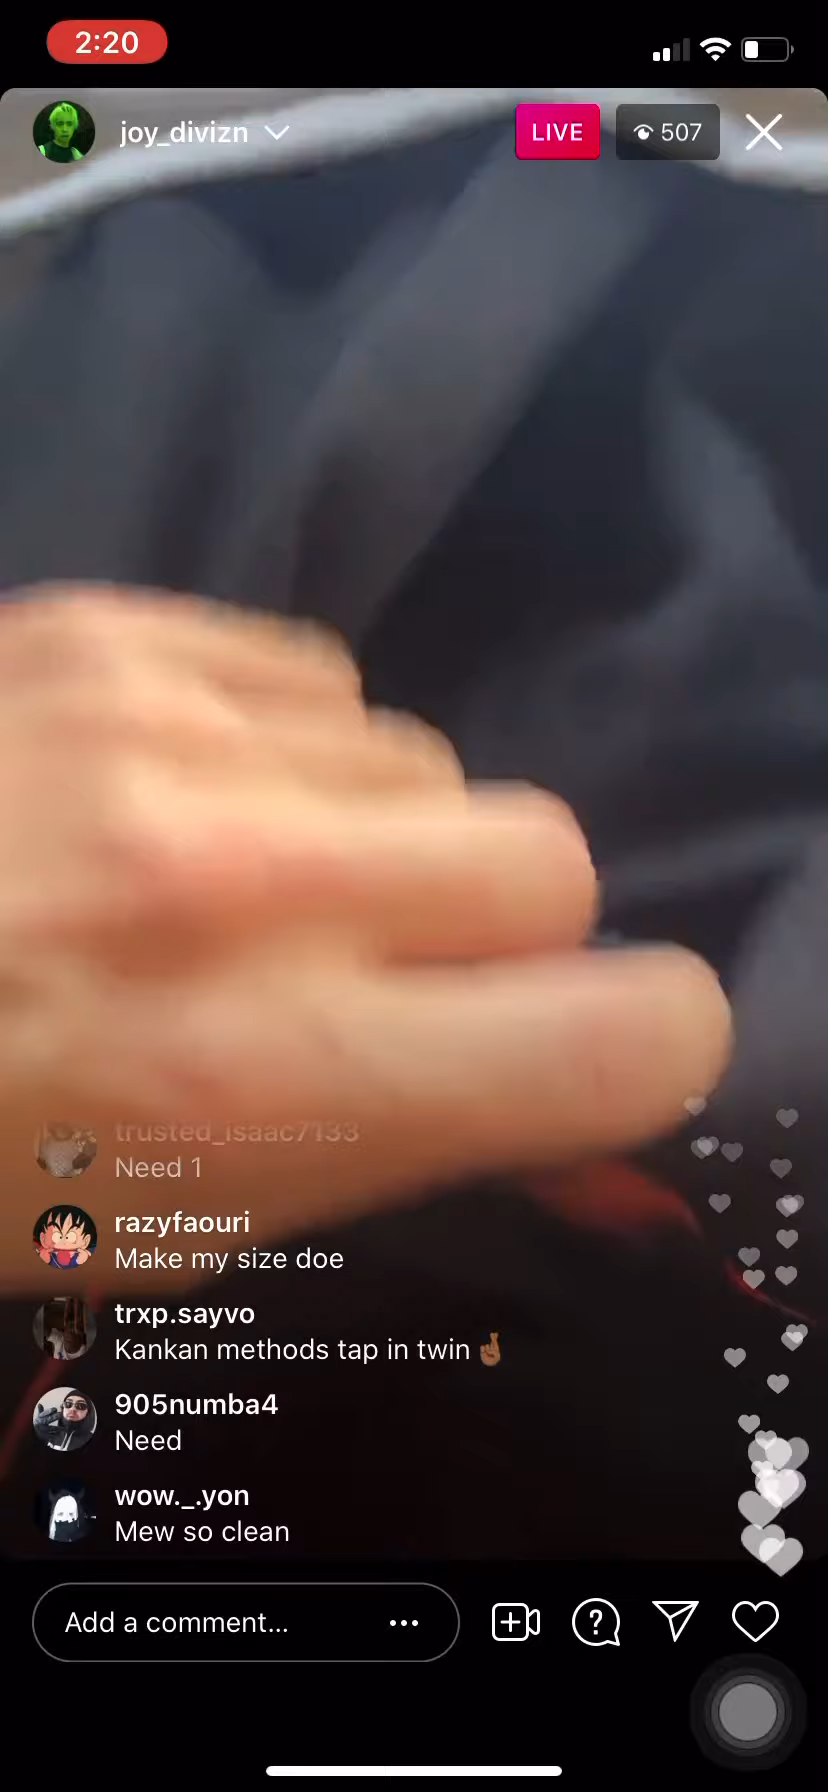 2:20
joy_divizn
LIVE
507
trusted_isaac7133
Need 1
razyfaouri
Make my size doe
trxp.sayvo
Kankan methods tap in twin🤞🏾
905numba4
Need
wow._.yon
Mew so clean
Add a comment...